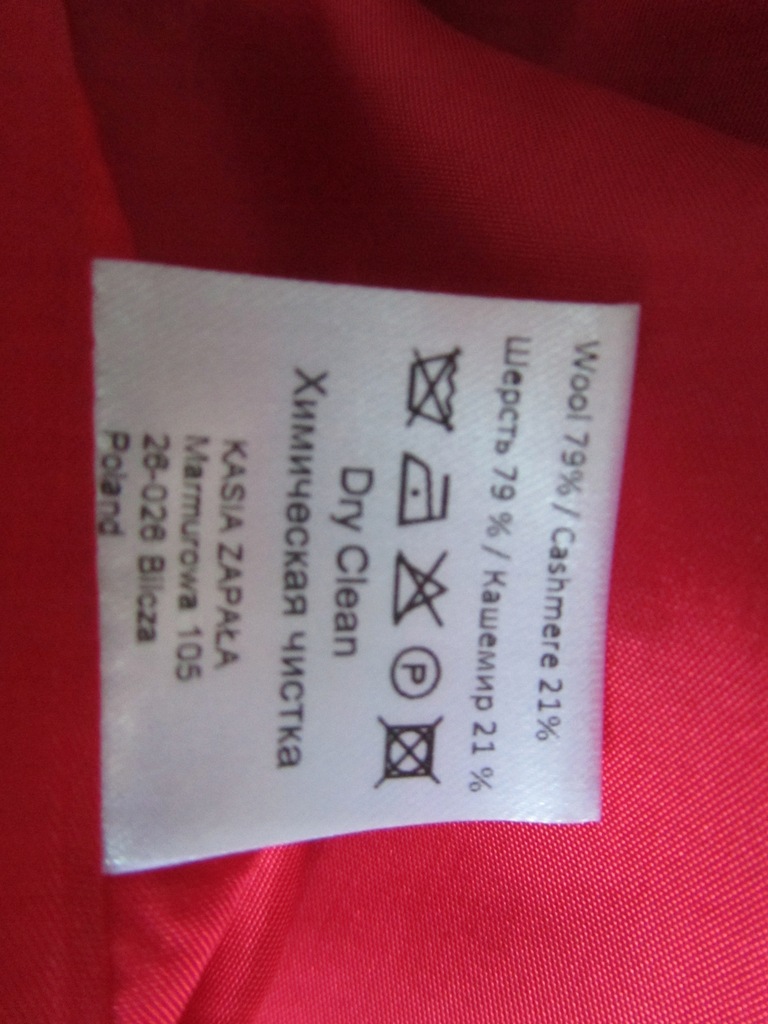 Wool 79% / Cashmere 21%
Шерсть 79 % / Кашемир 21 %
P
Dry Clean
Химическая чистка
KASIA ZAPAŁA
Marmurowa 105
26-026 Bilcza
Poland